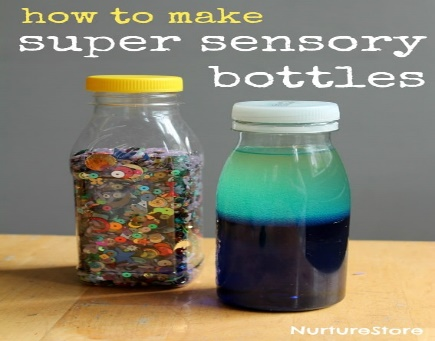 how to make
super sensory
bottles
NurtureStore